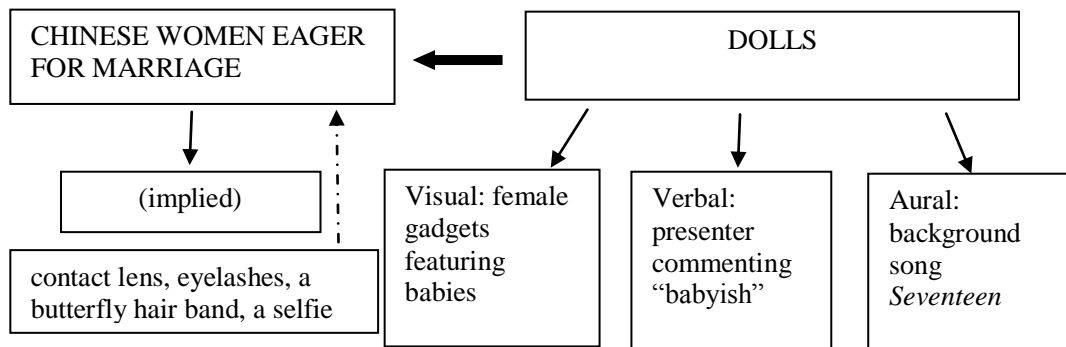 CHINESE WOMEN EAGER
FOR MARRIAGE
DOLLS
(implied)
contact lens, eyelashes, a
butterfly hair band, a selfie
Visual: female
gadgets
featuring
babies
Verbal:
presenter
commenting
“babyish”
Aural:
background
song
Seventeen